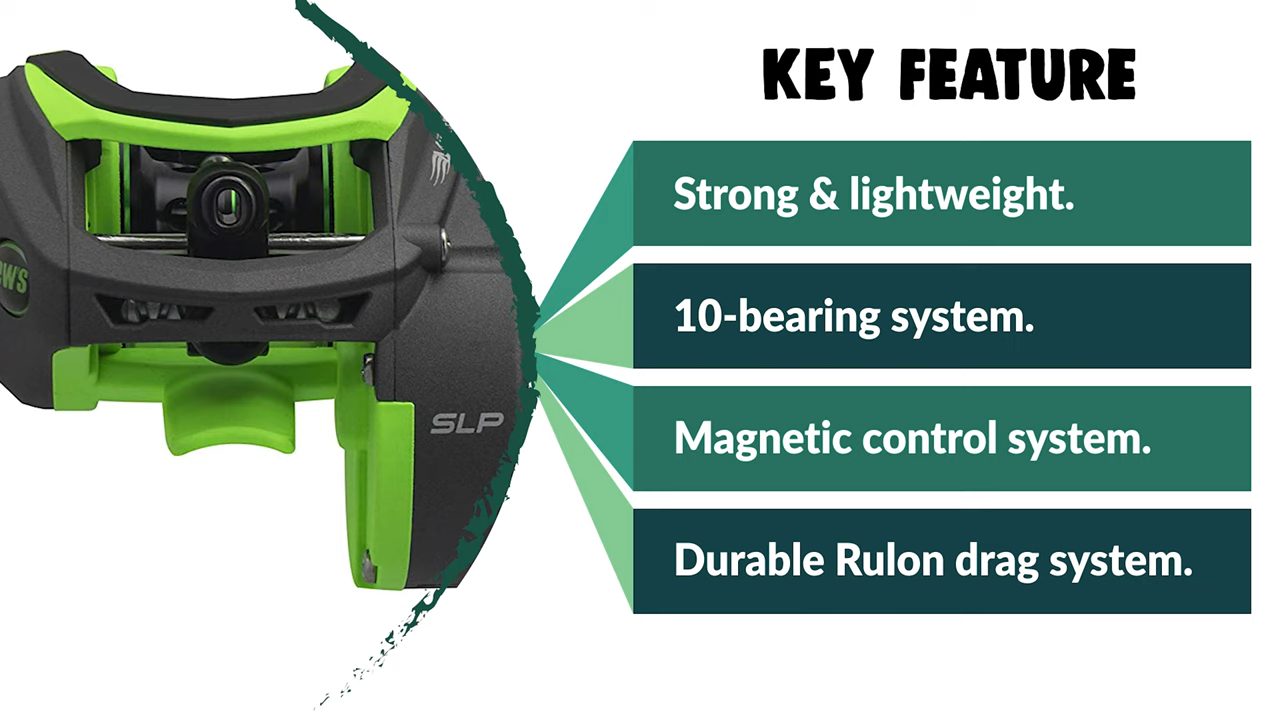 KEY FEATURE
Strong & lightweight.
10-bearing system.
Magnetic control system.
Durable Rulon drag system.
SLP